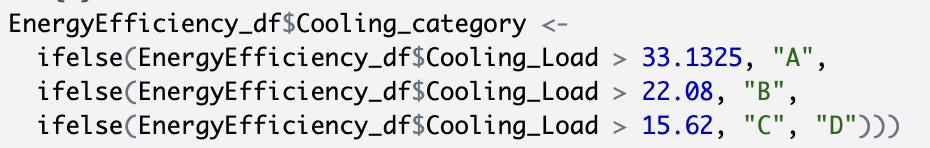 EnergyEfficiency_df$Cooling_category <-
ifelse(EnergyEfficiency_df$Cooling_Load > 33.1325, "A",
ifelse(EnergyEfficiency_df$Cooling_Load > 22.08, "B",
ifelse(EnergyEfficiency_df$Cooling_Load > 15.62, "C", "D")))